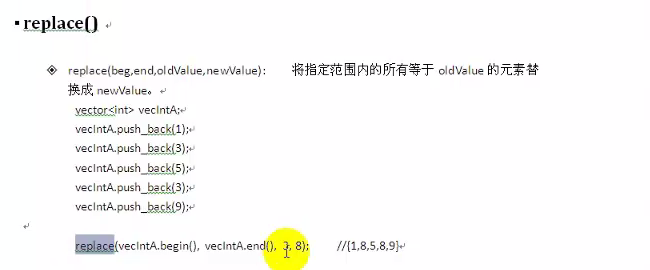 replace()
replace(beg,end,oldValue,newValue): 将指定范围内的所有等于 oldValue 的元素替
换成 newValue。
vector<int> vecIntA;
vecIntA.push_back(1);
vecIntA.push_back(3);
vecIntA.push_back(5);
vecIntA.push_back(3);
vecIntA.push_back(9);
replace(vecIntA.begin(), vecIntA.end(), 3, 8); //{1,8,5,8,9}